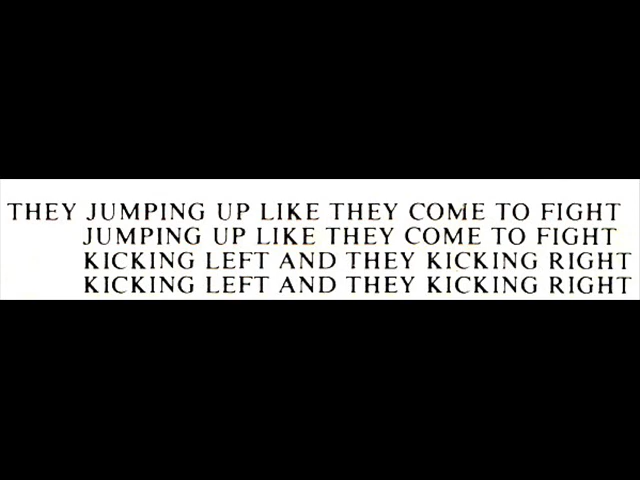 THEY JUMPING UP LIKE THEY COME TO FIGHT
JUMPING UP LIKE THEY COME TO FIGHT
KICKING LEFT AND THEY KICKING RIGHT
KICKING LEFT AND THEY KICKING RIGHT